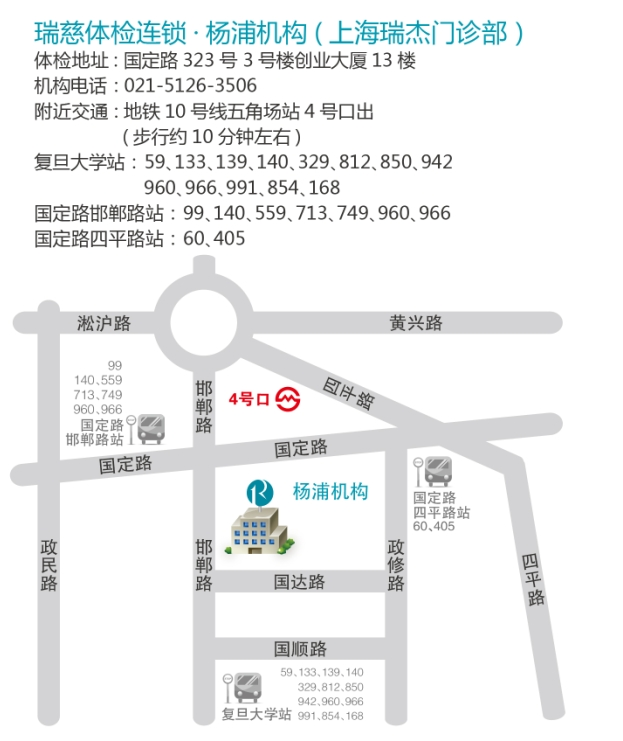 瑞慈体检连锁·杨浦机构(上海瑞杰门诊部)
体检地址:国定路323号3号楼创业大厦13楼
机构电话:021-5126-3506
附近交通:地铁10号线五角场站4号口出
(步行约10分钟左右)
复旦大学站:59、133、139、140、329、812、850、942
960、966、991、854、168
国定路邯郸路站:99、140、559、713、749、960、966
国定路四平路站:60、405
淞沪路
黄兴路
99
140、559
713、749
960、966
国定路
邯郸路站
邯郸路
4号口
四平路
国定路
国定路
杨浦机构
国定路
四平路站
60、405
政民路
邯郸路
政修路
四平路
国达路
国顺路
59、133、139、140
329、812、850
942、960、966
991、854、168
复旦大学站